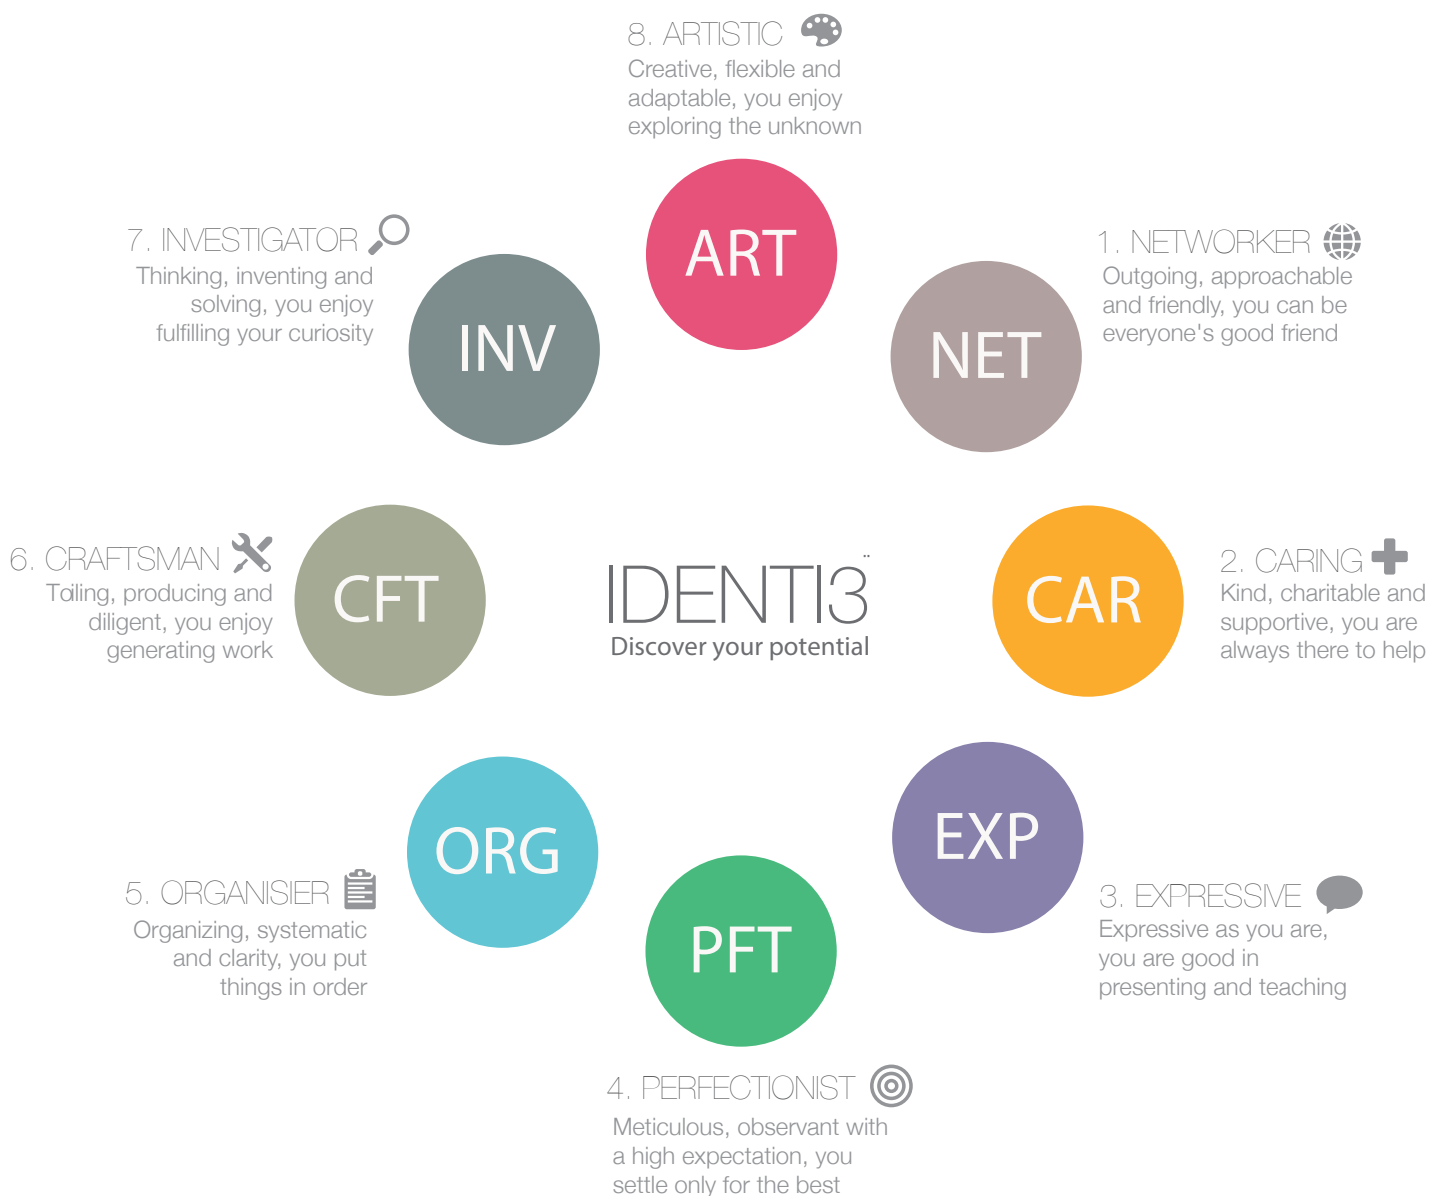 8. ARTISTIC
Creative, flexible and
adaptable, you enjoy
exploring the unknown
ART
7. INVESTIGATOR
Thinking, inventing and
solving, you enjoy
fulfilling your curiosity
INV
1. NETWORKER
Outgoing, approachable
and friendly, you can be
everyone's good friend
NET
6. CRAFTSMAN
Toiling, producing and
diligent, you enjoy
generating work
CFT
IDENTI3
Discover your potential
CAR
2. CARING
Kind, charitable and
supportive, you are
always there to help
ORG
5. ORGANISIER
Organizing, systematic
and clarity, you put
things in order
EXP
3. EXPRESSIVE
Expressive as you are,
you are good in
presenting and teaching
PFT
4. PERFECTIONIST
Meticulous, observant with
a high expectation, you
settle only for the best